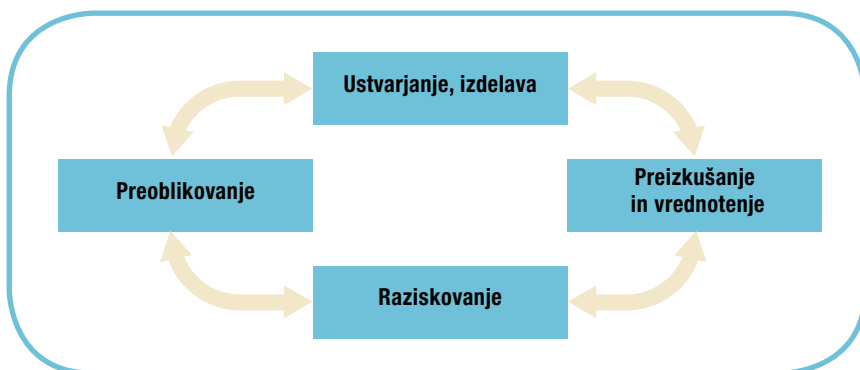 Ustvarjanje, izdelava
Preoblikovanje
Preizkušanje
in vrednotenje
Raziskovanje